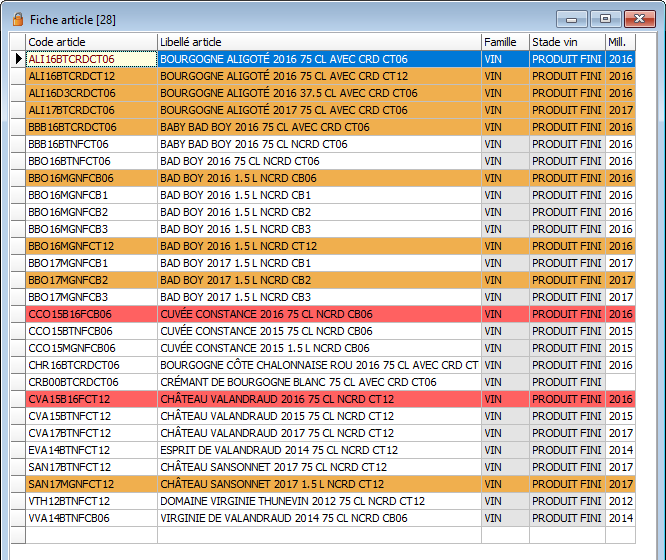 Fiche article [28]
Code article Libellé article Famille Stade vin Mill.
ALI16BTCRDCT06 BOURGOGNE ALIGOTÉ 2016 75 CL AVEC CRD CT06 VIN PRODUIT FINI 2016
ALI16BTCRDCT12 BOURGOGNE ALIGOTÉ 2016 75 CL AVEC CRD CT12 VIN PRODUIT FINI 2016
ALI16D3CRDCT06 BOURGOGNE ALIGOTÉ 2016 37.5 CL AVEC CRD CT06 VIN PRODUIT FINI 2016
ALI17BTCRDCT06 BOURGOGNE ALIGOTÉ 2017 75 CL AVEC CRD CT06 VIN PRODUIT FINI 2017
BBB16BTCRDCT06 BABY BAD BOY 2016 75 CL AVEC CRD CT06 VIN PRODUIT FINI 2016
BBB16BTNFCT06 BABY BAD BOY 2016 75 CL NCRD CT06 VIN PRODUIT FINI 2016
BBO16BTNFCT06 BAD BOY 2016 75 CL NCRD CT06 VIN PRODUIT FINI 2016
BBO16MGNFCB06 BAD BOY 2016 1.5 L NCRD CB06 VIN PRODUIT FINI 2016
BBO16MGNFCB1 BAD BOY 2016 1.5 L NCRD CB1 VIN PRODUIT FINI 2016
BBO16MGNFCB2 BAD BOY 2016 1.5 L NCRD CB2 VIN PRODUIT FINI 2016
BBO16MGNFCB3 BAD BOY 2016 1.5 L NCRD CB3 VIN PRODUIT FINI 2016
BBO16MGNFCT12 BAD BOY 2016 1.5 L NCRD CT12 VIN PRODUIT FINI 2016
BBO17MGNFCB1 BAD BOY 2017 1.5 L NCRD CB1 VIN PRODUIT FINI 2017
BBO17MGNFCB2 BAD BOY 2017 1.5 L NCRD CB2 VIN PRODUIT FINI 2017
BBO17MGNFCB3 BAD BOY 2017 1.5 L NCRD CB3 VIN PRODUIT FINI 2017
CCO15B16FCB06 CUVÉE CONSTANCE 2016 75 CL NCRD CB06 VIN PRODUIT FINI 2016
CCO15BTNFCB06 CUVÉE CONSTANCE 2015 75 CL NCRD CB06 VIN PRODUIT FINI 2015
CCO15MGNFCB06 CUVÉE CONSTANCE 2015 1.5 L NCRD CB06 VIN PRODUIT FINI 2015
CHR16BTCRDCT06 BOURGOGNE CÔTE CHALONNAISE ROU 2016 75 CL AVEC CRD CT VIN PRODUIT FINI 2016
CRB00BTCRDCT06 CRÉMANT DE BOURGOGNE BLANC 75 CL AVEC CRD CT06 VIN PRODUIT FINI
CVA15B16FCT12 CHÂTEAU VALANDRAUD 2016 75 CL NCRD CT12 VIN PRODUIT FINI 2016
CVA15BTNFCT12 CHÂTEAU VALANDRAUD 2015 75 CL NCRD CT12 VIN PRODUIT FINI 2015
CVA17BTNFCT12 CHÂTEAU VALANDRAUD 2017 75 CL NCRD CT12 VIN PRODUIT FINI 2017
EVA14BTNFCT12 ESPRIT DE VALANDRAUD 2014 75 CL NCRD CT12 VIN PRODUIT FINI 2014
SAN17BTNFCT12 CHÂTEAU SANSONNET 2017 75 CL NCRD CT12 VIN PRODUIT FINI 2017
SAN17MGNFCT12 CHÂTEAU SANSONNET 2017 1.5 L NCRD CT12 VIN PRODUIT FINI 2017
VTH12BTNFCT12 DOMAINE VIRGINIE THUNEVIN 2012 75 CL NCRD CT12 VIN PRODUIT FINI 2012
VVA14BTNFCB06 VIRGINIE DE VALANDRAUD 2014 75 CL NCRD CB06 VIN PRODUIT FINI 2014